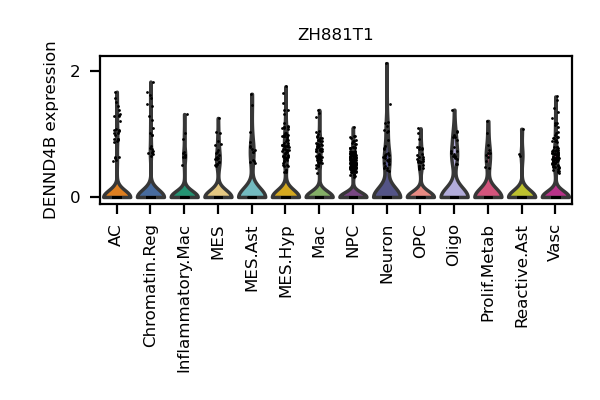 ZH881T1
DENND4B expression
2
0
AC
Chromatin.Reg
Inflammatory.Mac
MES
MES.Ast
MES.Hyp
Mac
NPC
Neuron
OPC
Oligo
Prolif.Metab
Reactive.Ast
Vasc